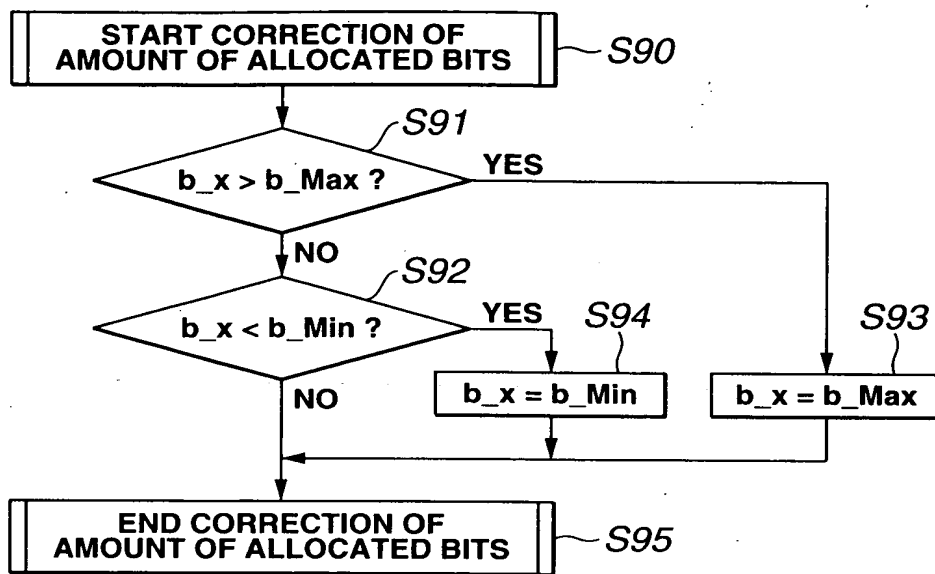 START CORRECTION OF
AMOUNT OF ALLOCATED BITS
S90
S91
b_x > b_Max ?
YES
NO
S92
b_x < b_Min ?
YES
S94
S93
NO
b_x = b_Min
b_x = b_Max
END CORRECTION OF
AMOUNT OF ALLOCATED BITS
S95